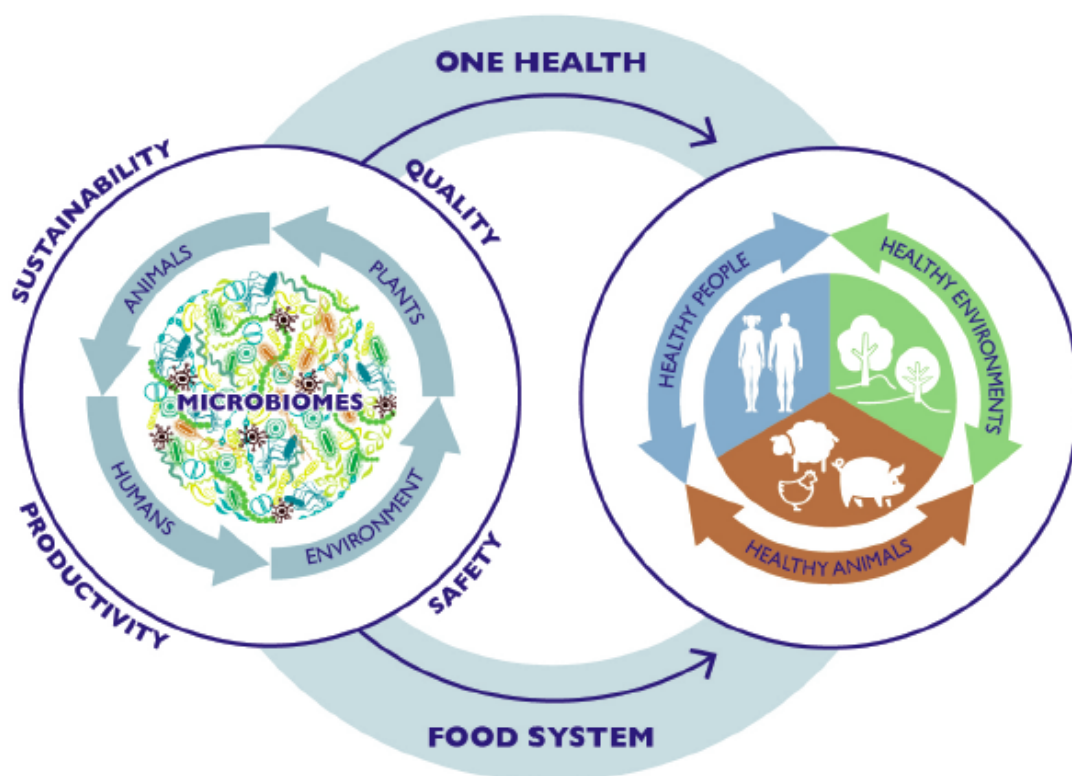 ONE HEALTH
SUSTAINABILITY
QUALITY
ANIMALS
PLANTS
MICROBIOMES
HUMANS
ENVIRONMENT
PRODUCTIVITY
SAFETY
HEALTHY PEOPLE
HEALTHY ENVIRONMENTS
HEALTHY ANIMALS
FOOD SYSTEM